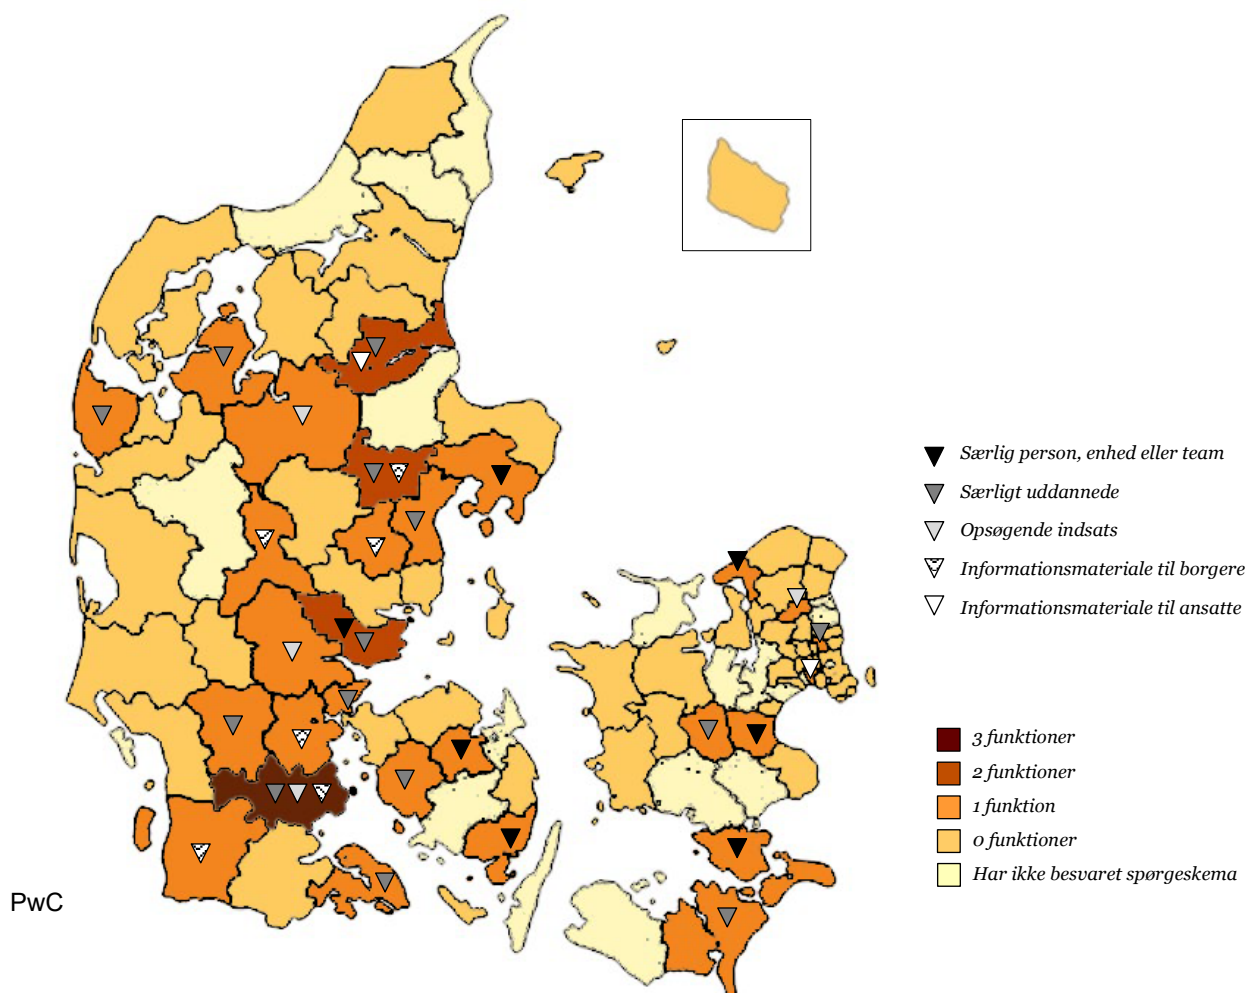 Særlig person, enhed eller team
Særligt uddannede
Opsøgende indsats
Informationsmateriale til borgere
Informationsmateriale til ansatte
3 funktioner
2 funktioner
1 funktion
0 funktioner
Har ikke besvaret spørgeskema
PwC